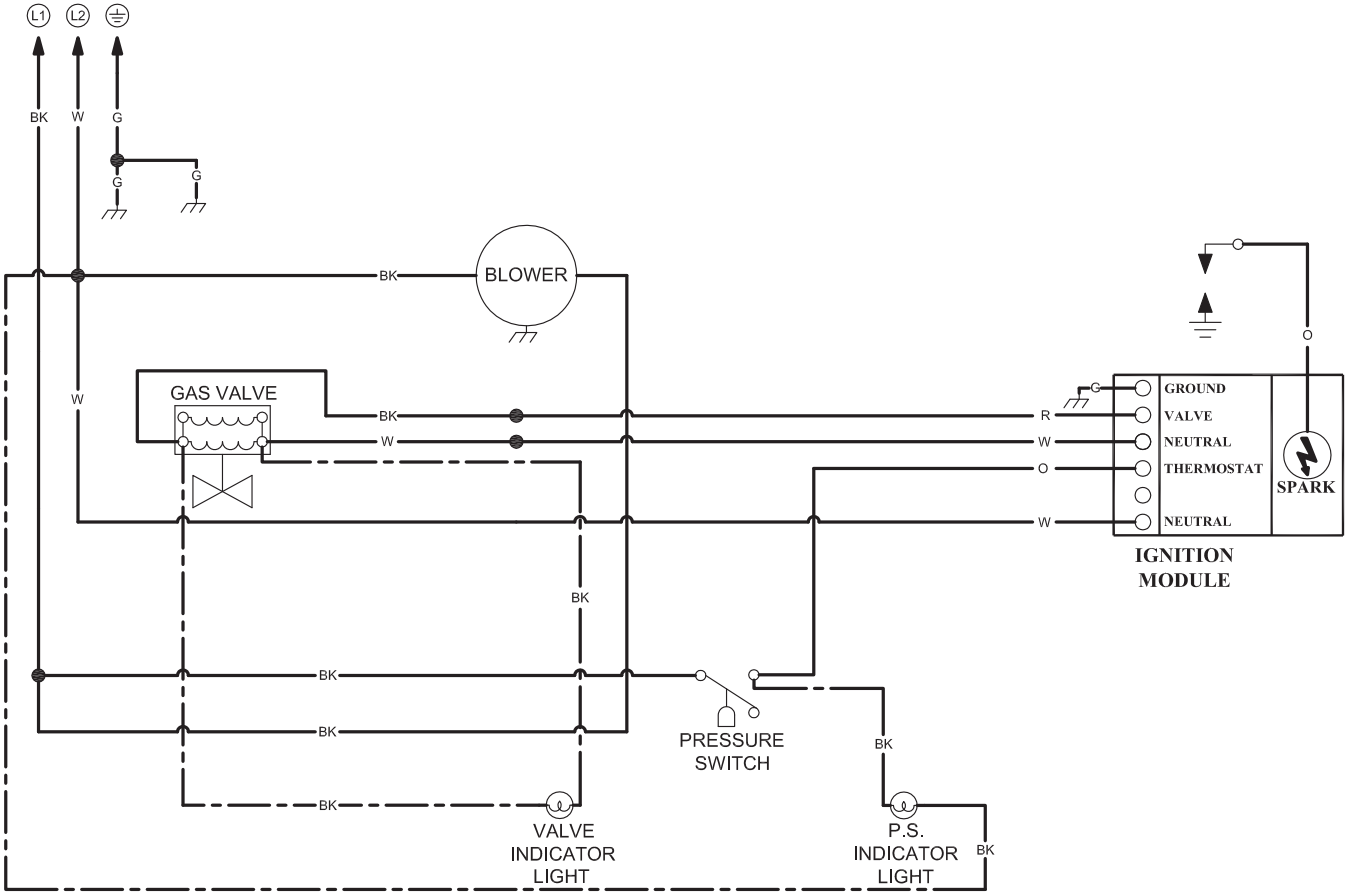 L1 L2
BK W G
G G
BK BLOWER
O
GAS VALVE
W
G GROUND
BK R VALVE
W W NEUTRAL
O THERMOSTAT
SPARK
W NEUTRAL
IGNITION
MODULE
BK
BK
BK
PRESSURE
SWITCH
BK
BK
VALVE
INDICATOR
LIGHT
P.S.
INDICATOR
LIGHT
BK